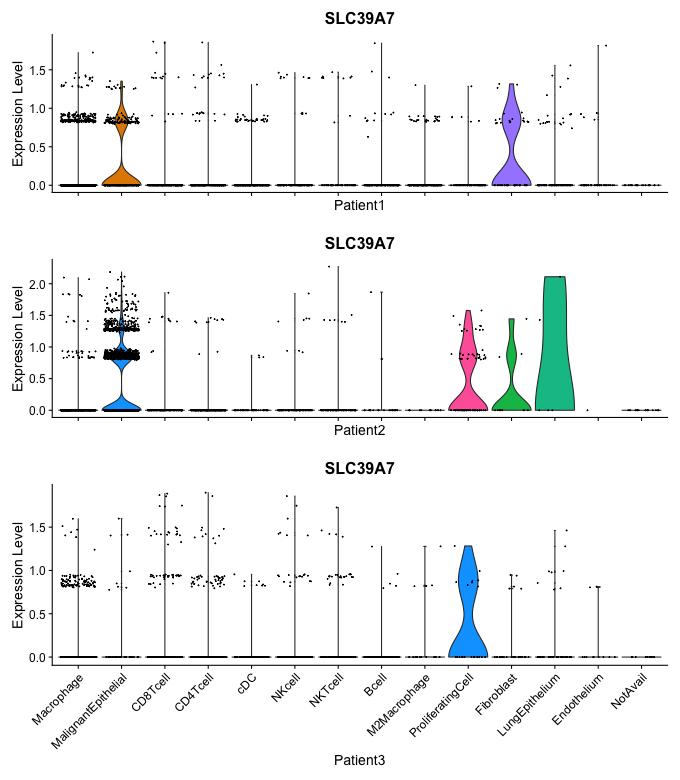 SLC39A7
Expression Level
1.5
1.0
0.5
0.0
Patient1
SLC39A7
Expression Level
2.0
1.5
1.0
0.5
0.0
Patient2
SLC39A7
Expression Level
1.5
1.0
0.5
0.0
Macrophage
MalignantEpithelial
CD8Tcell
CD4Tcell
cDC
NKcell
NKTcell
Bcell
M2Macrophage
ProliferatingCell
Fibroblast
LungEpithelium
Endothelium
NotAvail
Patient3